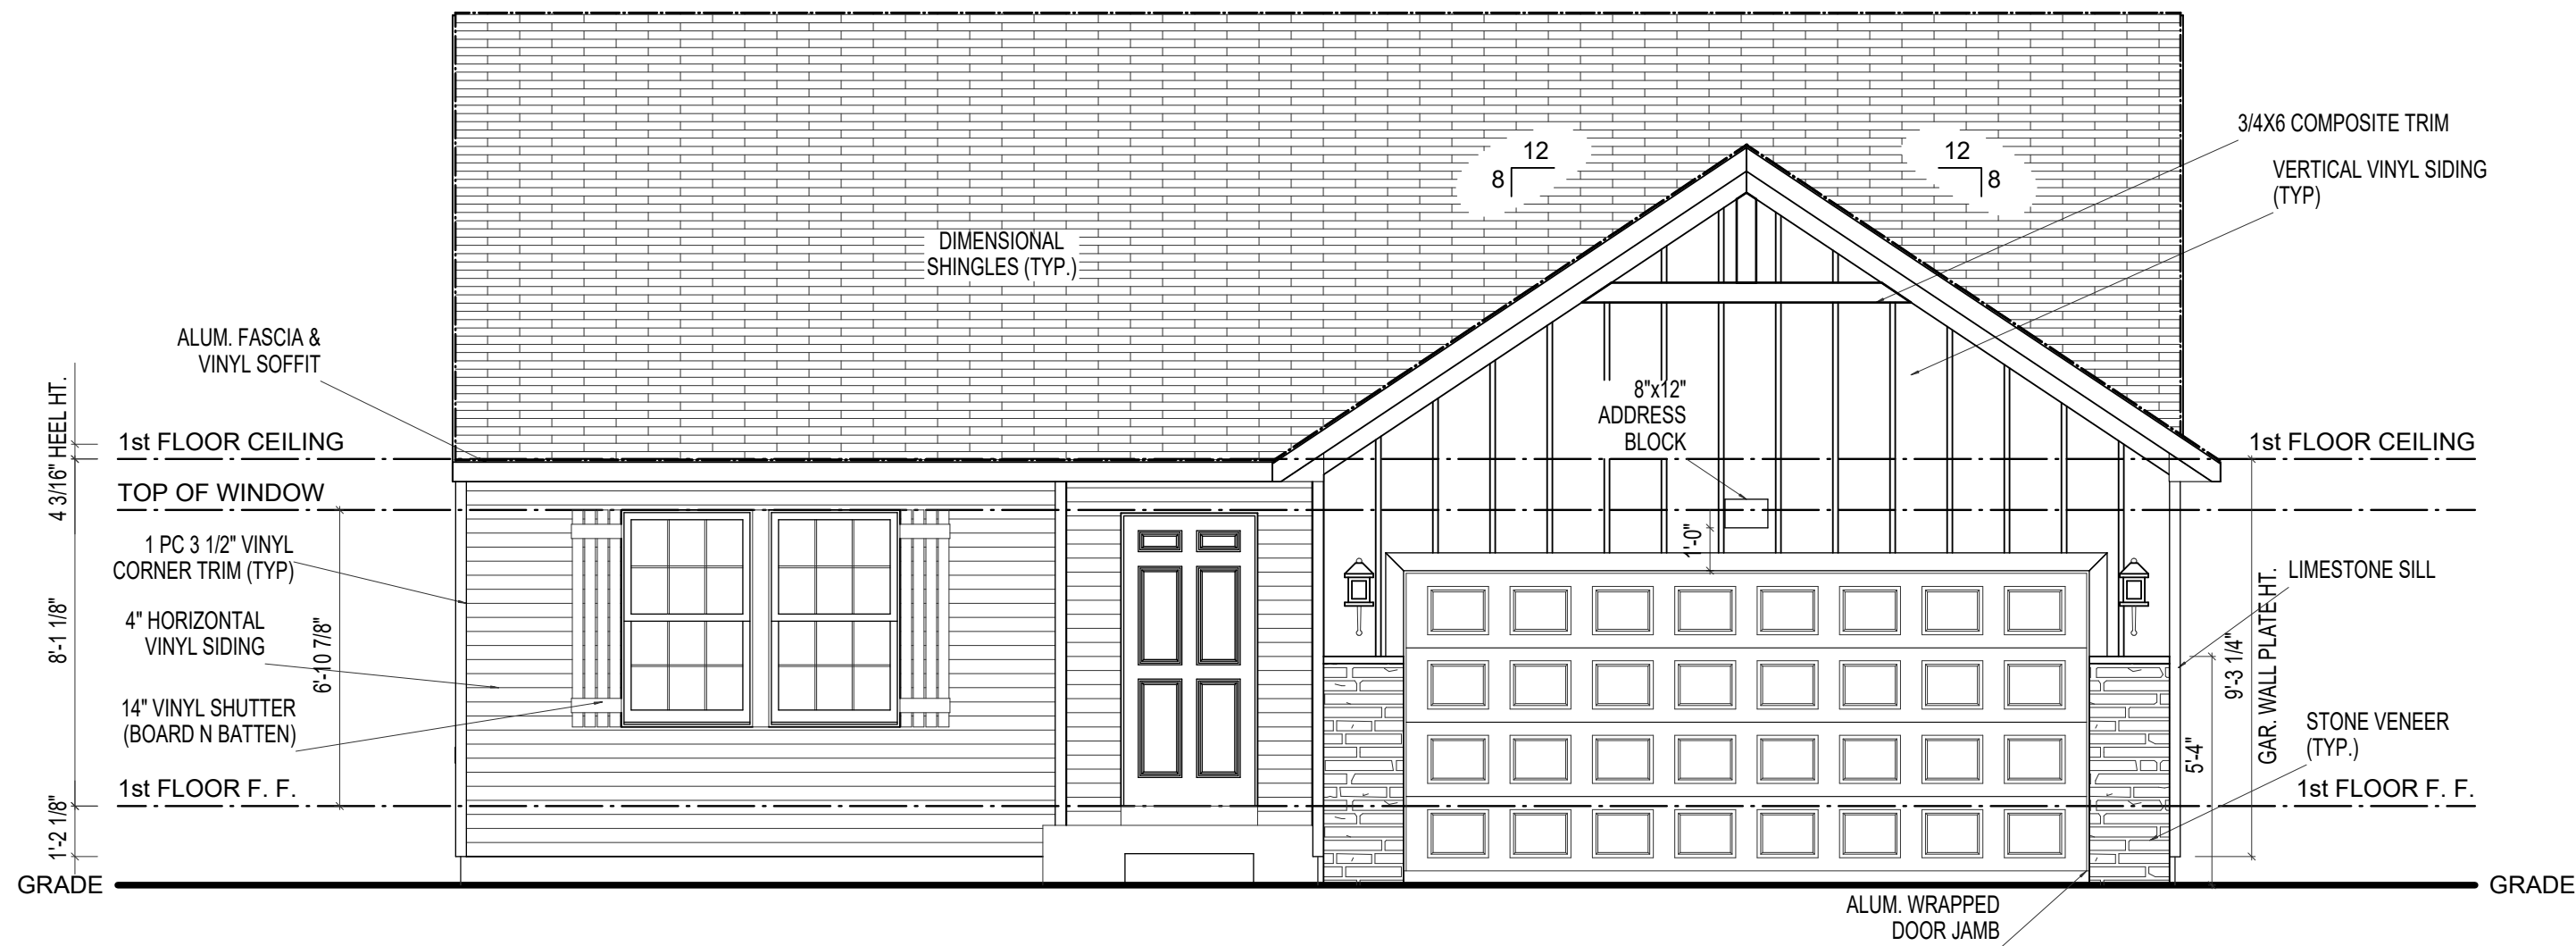 12
8
12
8
3/4X6 COMPOSITE TRIM
VERTICAL VINYL SIDING
(TYP)
DIMENSIONAL
SHINGLES (TYP.)
ALUM. FASCIA &
VINYL SOFFIT
8"x12"
ADDRESS
BLOCK
4 3/16" HEEL HT.
1st FLOOR CEILING
1st FLOOR CEILING
TOP OF WINDOW
1 PC 3 1/2" VINYL
CORNER TRIM (TYP)
1'-0"
LIMESTONE SILL
8'-1 1/8"
4" HORIZONTAL
VINYL SIDING
6'-10 7/8"
9'-3 1/4"
GAR. WALL PLATE HT.
14" VINYL SHUTTER
(BOARD N BATTEN)
STONE VENEER
(TYP.)
5'-4"
1st FLOOR F. F.
1st FLOOR F. F.
1'-2 1/8"
GRADE
GRADE
ALUM. WRAPPED
DOOR JAMB